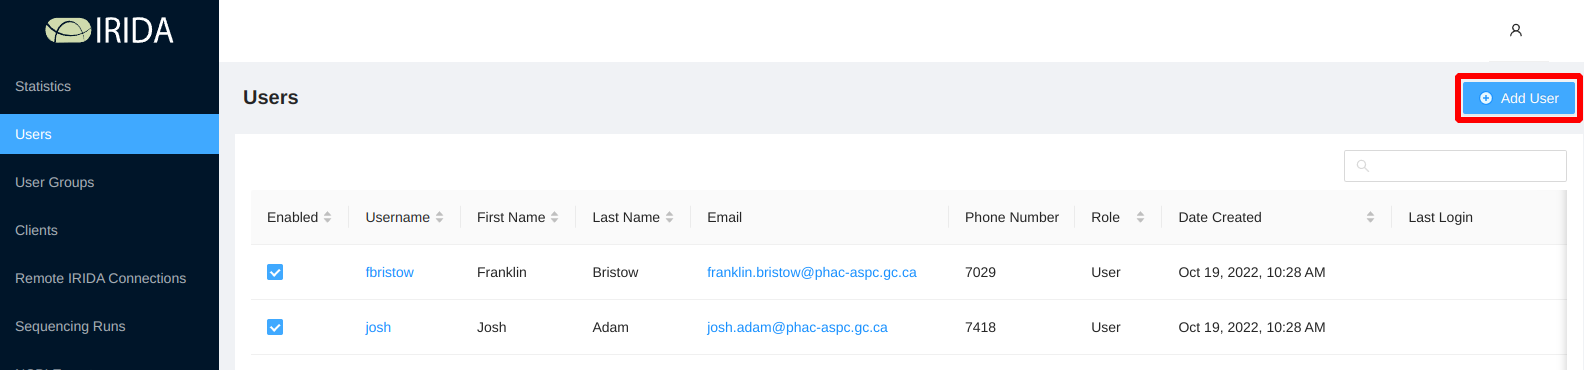 IRIDA
Statistics
Users
User Groups
Clients
Remote IRIDA Connections
Sequencing Runs
Users
Add User
Enabled Username First Name Last Name Email Phone Number Role Date Created Last Login
fbristow Franklin Bristow franklin.bristow@phac-aspc.gc.ca 7029 User Oct 19, 2022, 10:28 AM
josh Josh Adam josh.adam@phac-aspc.gc.ca 7418 User Oct 19, 2022, 10:28 AM